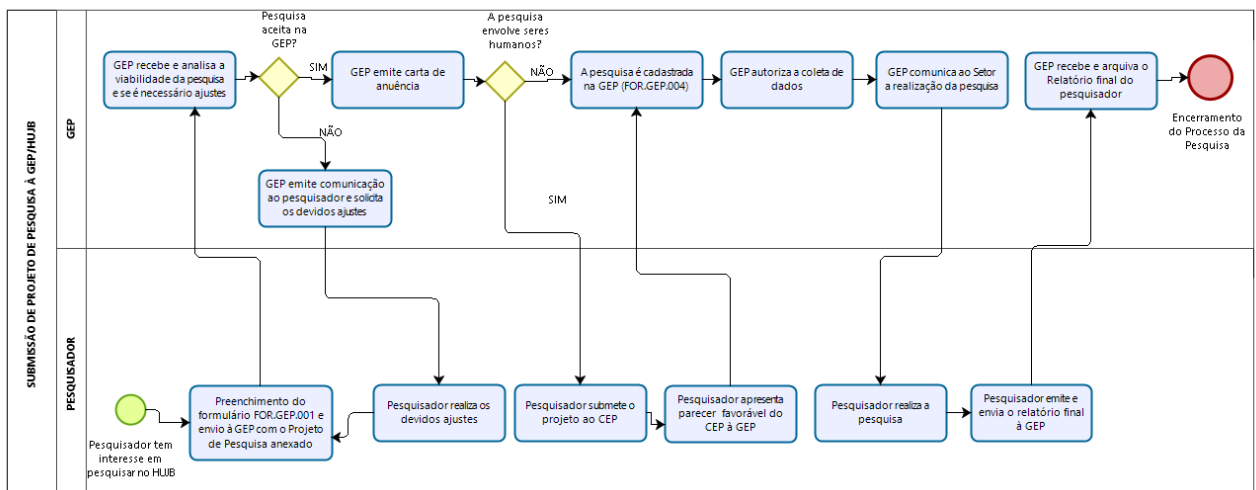 SUBMISSÃO DE PROJETO DE PESQUISA À GEP/HUJB
GEP
Pesquisa
aceita na
GEP?
A pesquisa
envolve seres
humanos?
GEP recebe e analisa a
viabilidade da pesquisa
e se é necessário ajustes
SIM
GEP emite carta de
anuência
NÃO
A pesquisa é cadastrada
na GEP (FOR.GEP.004)
GEP autoriza a coleta de
dados
GEP comunica ao Setor
a realização da pesquisa
GEP recebe e arquiva o
Relatório final do
pesquisador
Encerramento
do Processo da
Pesquisa
NÃO
GEP emite comunicação
ao pesquisador e solicita
os devidos ajustes
SIM
PESQUISADOR
Pesquisador tem
interesse em
pesquisar no HUJB
Preenchimento do
formulário FOR.GEP.001 e
envio à GEP com o Projeto
de Pesquisa anexado
Pesquisador realiza os
devidos ajustes
Pesquisador submete o
projeto ao CEP
Pesquisador apresenta
parecer favorável do
CEP à GEP
Pesquisador realiza a
pesquisa
Pesquisador emite e
envia o relatório final
à GEP